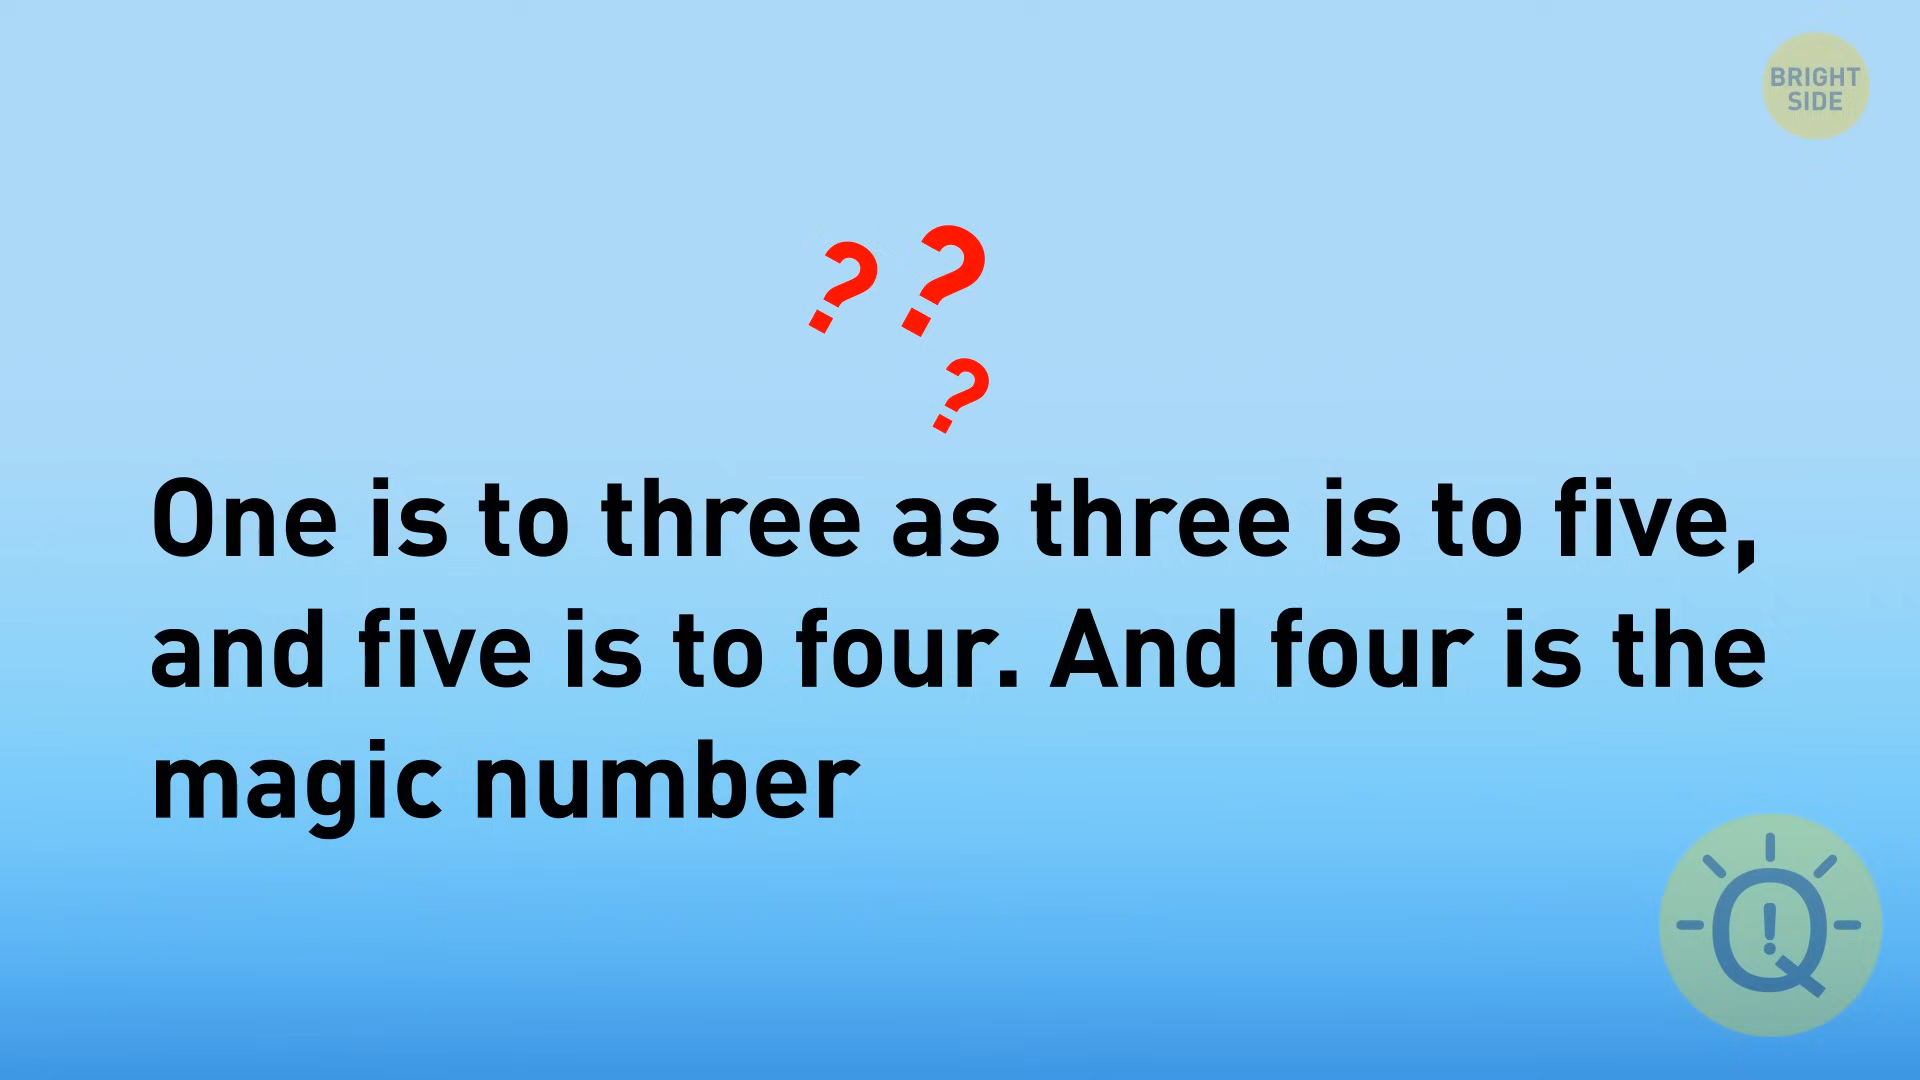 BRIGHT
SIDE
? ?
?
One is to three as three is to five,
and five is to four. And four is the
magic number
Q!